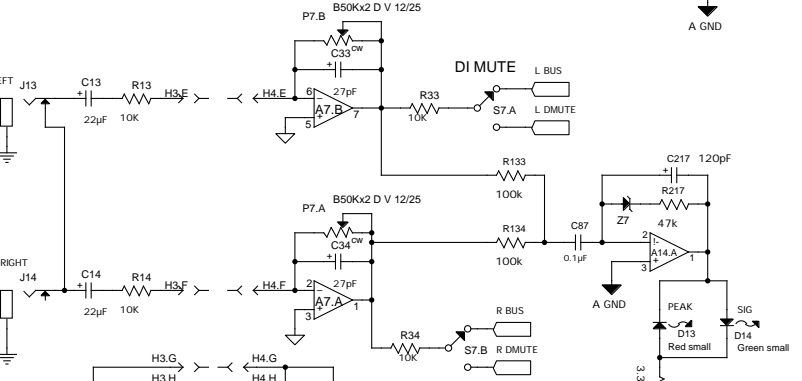 B50Kx2 D V 12/25
P7.B
A GND
C33
cw
DI MUTE
L BUS
EFT
J13
C13
+
R13
H3.E
H4.E
6
27pF
A7.B
7
5
+
R33
10K
S7.A
L DMUTE
22µF
10K
R133
100k
C217
120pF
+
R217
Z7
47k
B50Kx2 D V 12/25
P7.A
R134
100k
C87
0.1µF
2
A14.A
1
3
+
RIGHT
J14
C14
+
R14
H3.F
H4.F
C34
cw
2
27pF
A7.A
1
3
+
22µF
10K
A GND
R BUS
R34
10K
S7.B
R DMUTE
PEAK
D13
Red small
SIG
D14
Green small
H3.G
H4.G
H3.H
H4.H
3.3